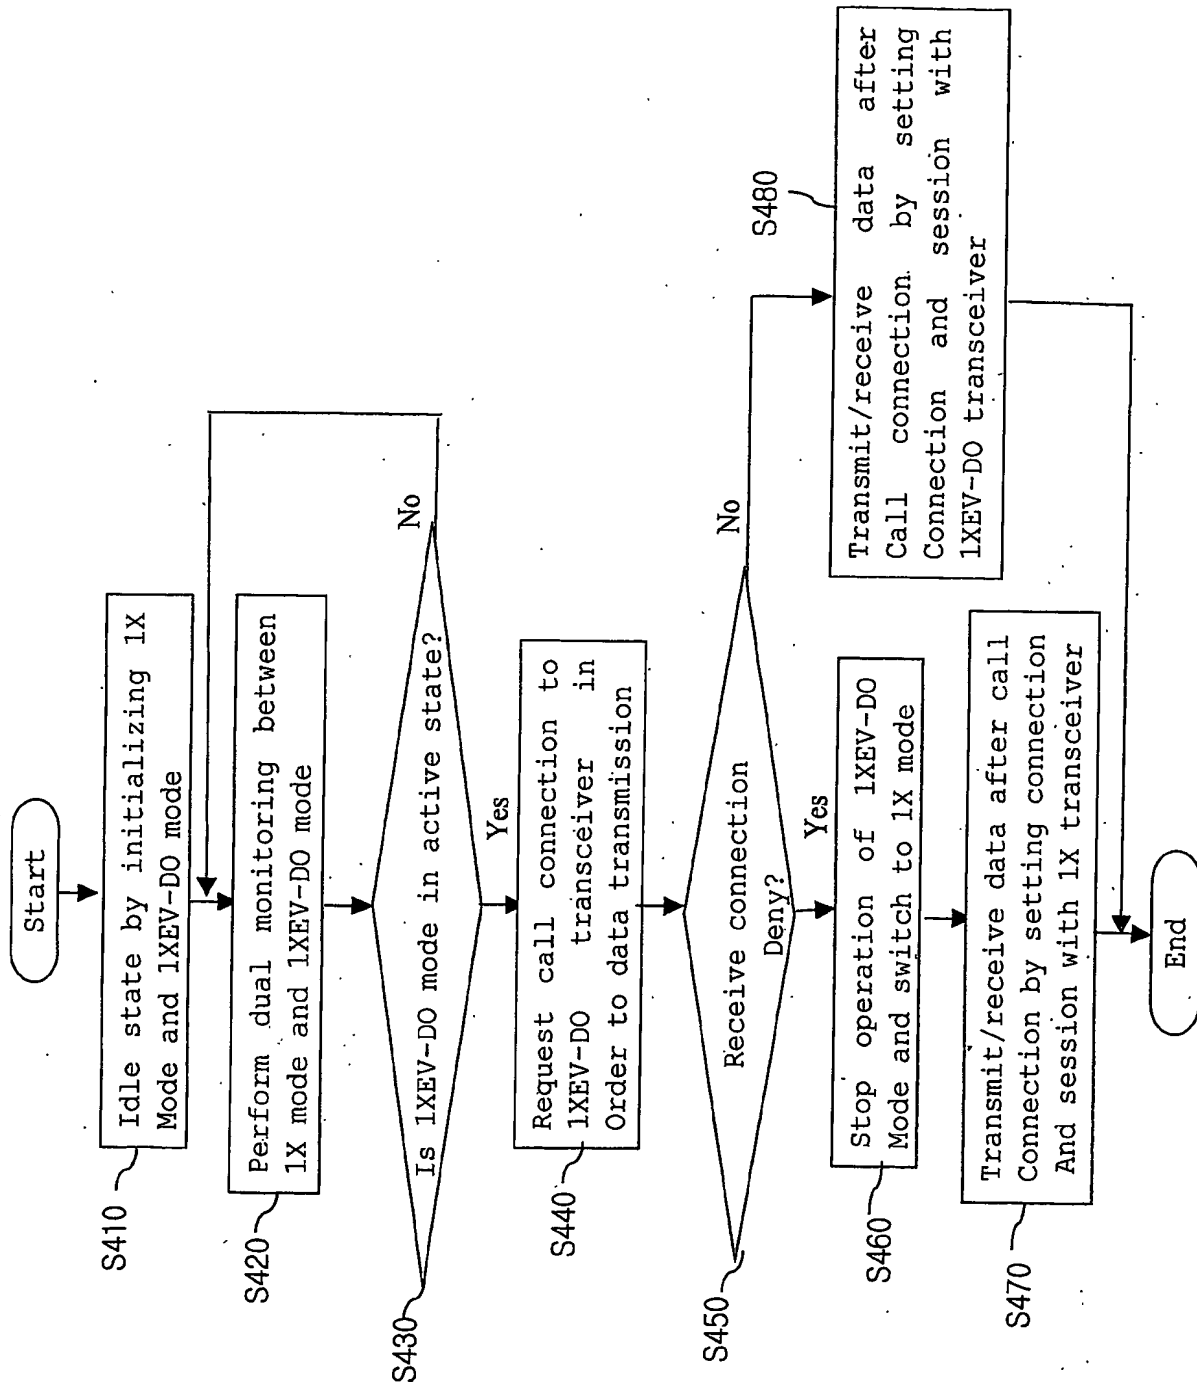 Start
S410
Idle state by initializing 1X
Mode and 1XEV-DO mode
S420
Perform dual monitoring between
1X mode and 1XEV-DO mode
S430
Is 1XEV-DO mode in active state?
No
Yes
S440
Request call connection to
1XEV-DO transceiver in
Order to data transmission
S450
Receive connection
Deny?
No
Yes
S460
Stop operation of 1XEV-DO
Mode and switch to 1X mode
S470
Transmit/receive data after call
Connection by setting connection
And session with 1X transceiver
S480
Transmit/receive data after
Call connection by setting
Connection and session with
1XEV-DO transceiver
End